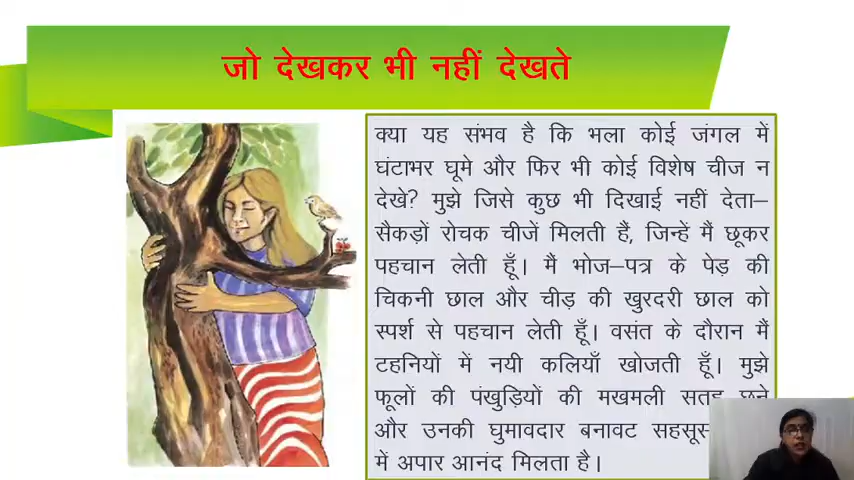 जो देखकर भी नहीं देखते
क्या यह संभव है कि भला कोई जंगल में
घंटाभर घूमे और फिर भी कोई विशेष चीज न
देखे? मुझे जिसे कुछ भी दिखाई नहीं देता–
सैकड़ों रोचक चीजें मिलती हैं, जिन्हें मैं छूकर
पहचान लेती हूँ। मैं भोज–पत्र के पेड़ की
चिकनी छाल और चीड़ की खुरदरी छाल को
स्पर्श से पहचान लेती हूँ। वसंत के दौरान मैं
टहनियों में नयी कलियाँ खोजती हूँ। मुझे
फूलों की पंखुड़ियों की मखमली सतह छूने
और उनकी घुमावदार बनावट
में अपार आनंद मिलता है।